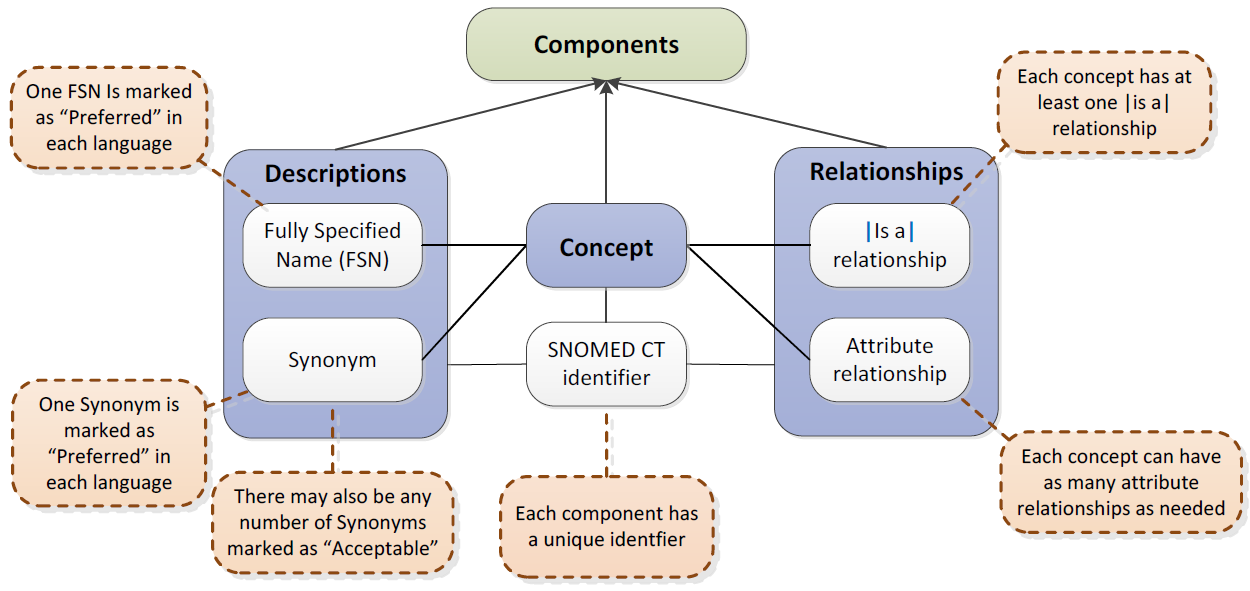 Components
One FSN Is marked
as “Preferred” in
each language
Each concept has at
least one |is a|
relationship
Descriptions
Relationships
Fully Specified
Name (FSN)
Concept
|Is a|
relationship
Synonym
SNOMED CT
identifier
Attribute
relationship
One Synonym is
marked as
“Preferred” in
each language
There may also be any
number of Synonyms
marked as “Acceptable”
Each component has
a unique identfier
Each concept can have
as many attribute
relationships as needed